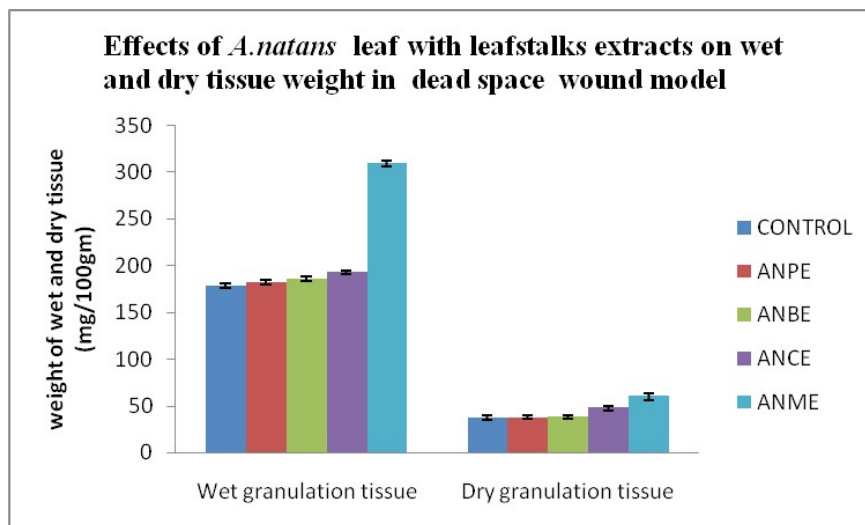 Effects of A.natans leaf with leafstalks extracts on wet
and dry tissue weight in dead space wound model
weight of wet and dry tissue
(mg/100gm)
350
300
250
200
150
100
50
0
Wet granulation tissue
Dry granulation tissue
CONTROL
ANPE
ANBE
ANCE
ANME